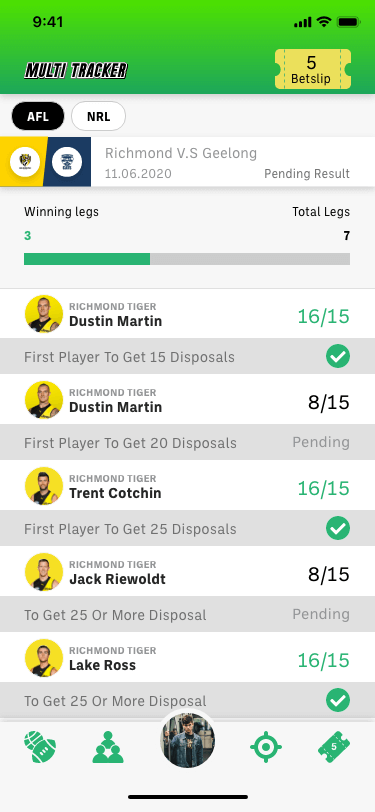 9:41
MULTI TRACKER
5
Betslip
AFL
NRL
Richmond V.S Geelong
11.06.2020
Pending Result
Winning legs
Total Legs
3
7
RICHMOND TIGER
Dustin Martin
16/15
First Player To Get 15 Disposals
RICHMOND TIGER
Dustin Martin
8/15
First Player To Get 20 Disposals
Pending
RICHMOND TIGER
Trent Cotchin
16/15
First Player To Get 25 Disposals
RICHMOND TIGER
Jack Riewoldt
8/15
To Get 25 Or More Disposal
Pending
RICHMOND TIGER
Lake Ross
16/15
To Get 25 Or More Disposal
5